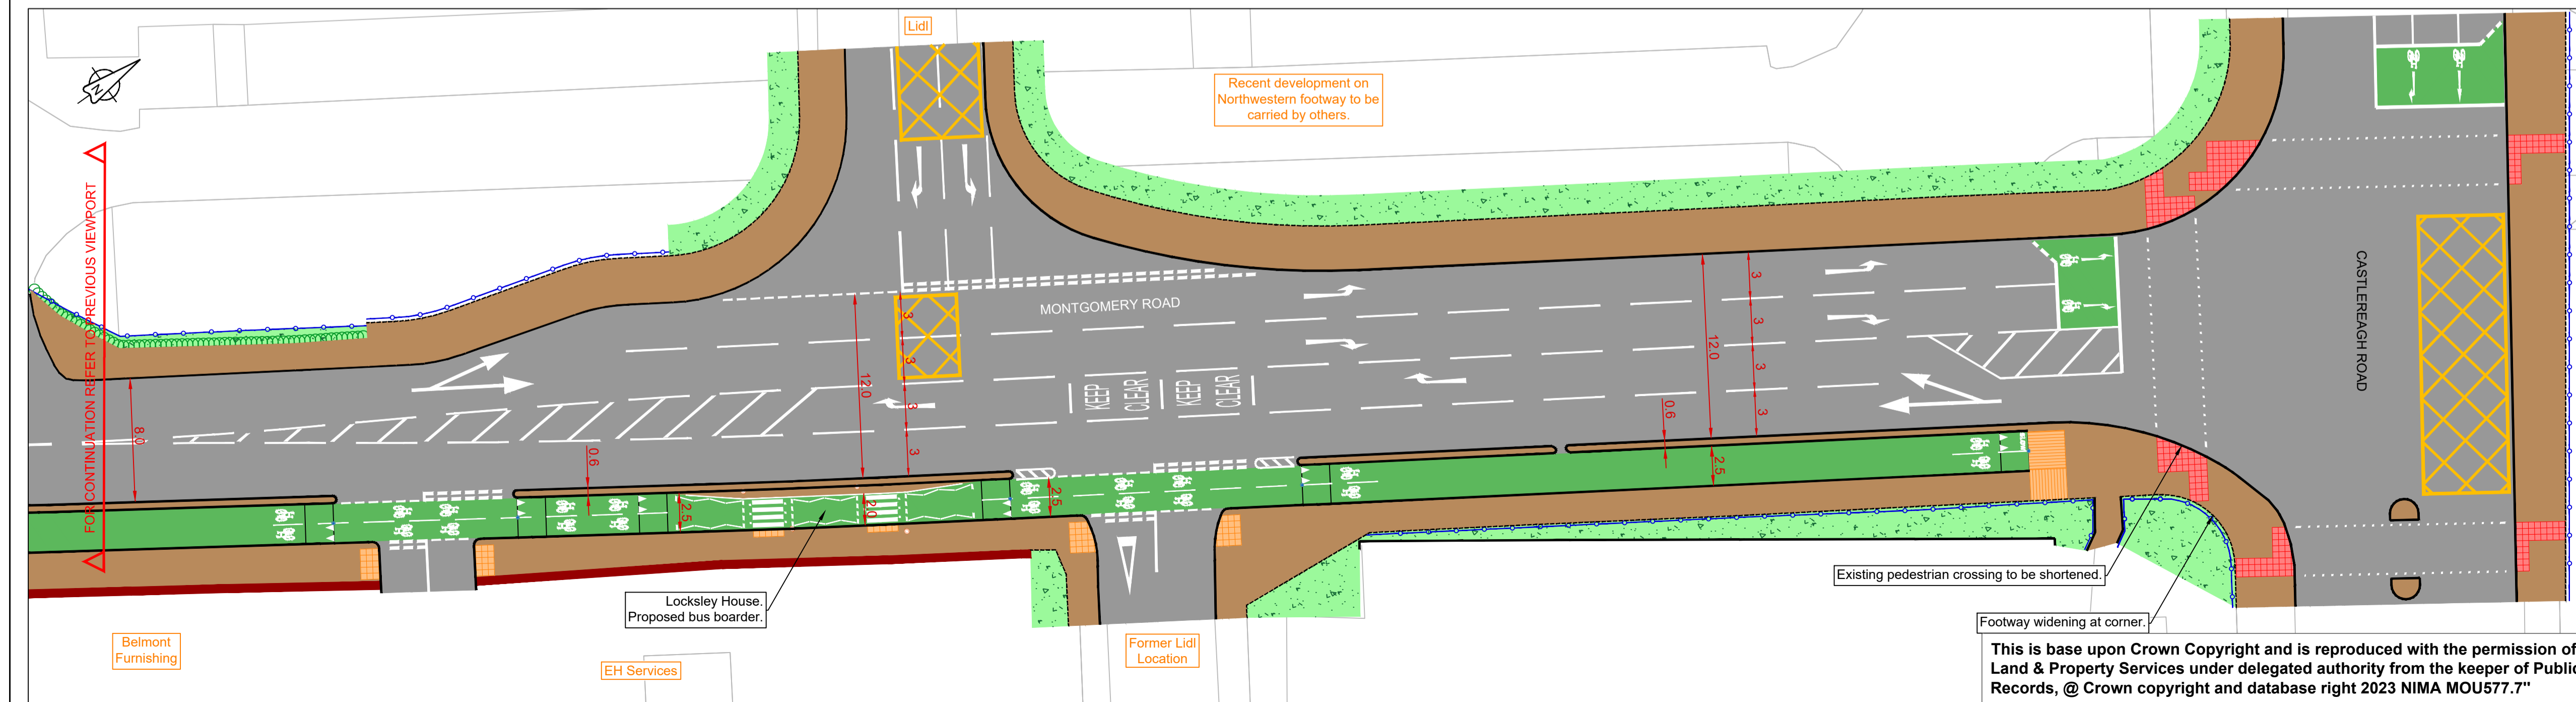 Lidl
Recent development on
Northwestern footway to be
carried by others.
FOR CONTINUATION REFER TO PREVIOUS VIEWPORT
MONTGOMERY ROAD
CASTLEREAGH ROAD
KEEP
CLEAR
KEEP
CLEAR
8.0
0.6
2.5
2.0
12.0
3
3
3
3
2.5
0.6
2.5
12.0
3
3
3
3
Locksley House.
Proposed bus boarder.
Existing pedestrian crossing to be shortened.
Footway widening at corner.
Belmont
Furnishing
EH Services
Former Lidl
Location
This is base upon Crown Copyright and is reproduced with the permission of
Land & Property Services under delegated authority from the keeper of Public
Records, @ Crown copyright and database right 2023 NIMA MOU577.7"